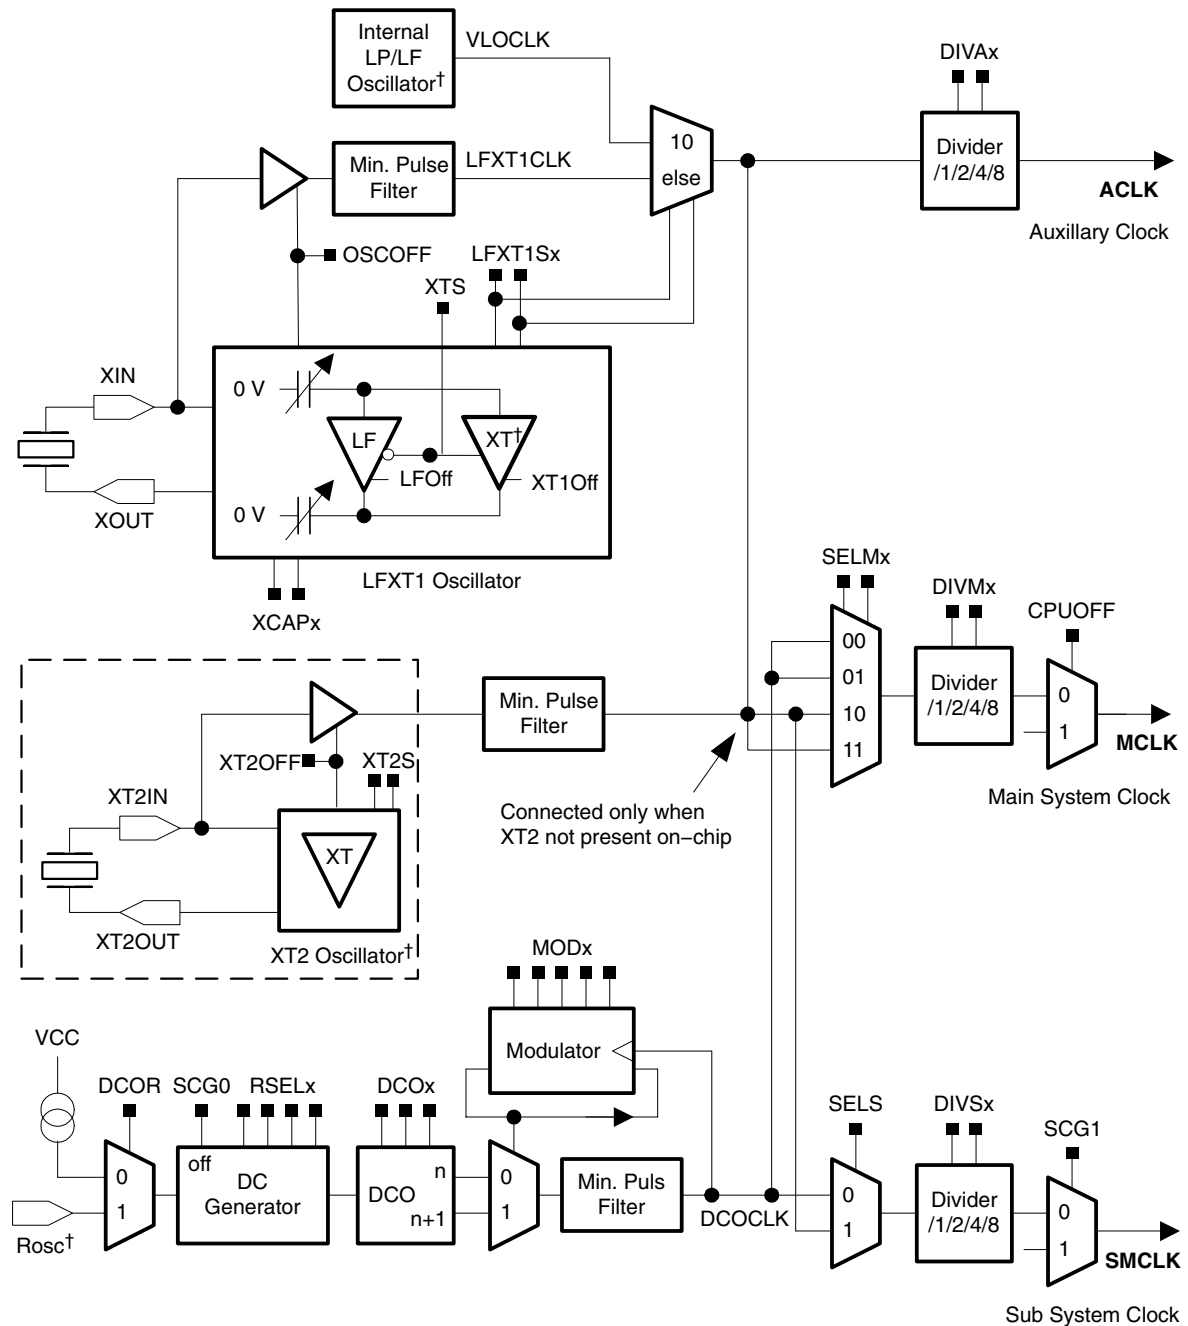 Internal
LP/LF
Oscillator†
VLOCLK
DIVAx
Min. Pulse
Filter
LFXT1CLK
10
else
Divider
/1/2/4/8
ACLK
Auxillary Clock
OSCOFF
LFXT1Sx
XTS
XIN
0 V
LF
XT†
LFOff
XT1Off
0 V
XOUT
LFXT1 Oscillator
XCAPx
SELMx
DIVMx
CPUOFF
00
01
10
11
Divider
/1/2/4/8
0
1
MCLK
Main System Clock
Min. Pulse
Filter
XT2OFF
XT2S
XT2IN
XT
XT2OUT
XT2 Oscillator†
Connected only when
XT2 not present on−chip
MODx
Modulator
VCC
DCOR
SCG0
RSELx
DCOx
0
1
Rosc†
off
DC
Generator
n
DCO
n+1
0
1
Min. Puls
Filter
DCOCLK
SELS
DIVSx
SCG1
0
1
Divider
/1/2/4/8
0
1
SMCLK
Sub System Clock